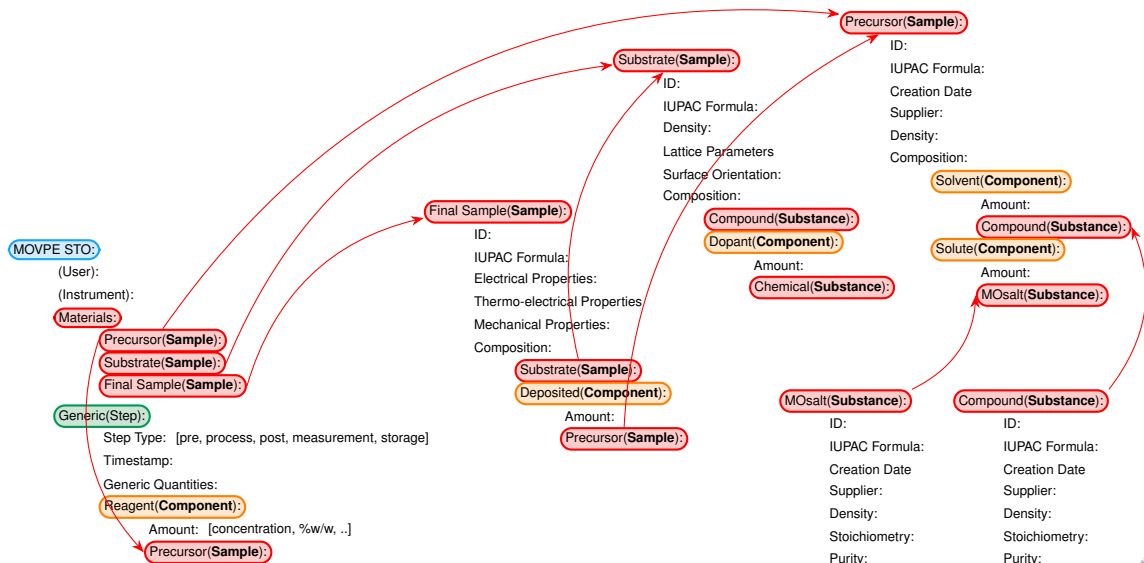 MOVPE STO:
(User):
(Instrument):
Materials:
Precursor(Sample):
Substrate(Sample):
Final Sample(Sample):
Generic(Step):
Step Type: [pre, process, post, measurement, storage]
Timestamp:
Generic Quantities:
Reagent(Component):
Amount: [concentration, %w/w, ..]
Precursor(Sample):
Final Sample(Sample):
ID:
IUPAC Formula:
Electrical Properties:
Thermo-electrical Properties
Mechanical Properties:
Composition:
Substrate(Sample):
Deposited(Component):
Amount:
Precursor(Sample):
Substrate(Sample):
ID:
IUPAC Formula:
Density:
Lattice Parameters
Surface Orientation:
Composition:
Compound(Substance):
Dopant(Component):
Amount:
Chemical(Substance):
Precursor(Sample):
ID:
IUPAC Formula:
Creation Date
Supplier:
Density:
Composition:
Solvent(Component):
Amount:
Compound(Substance):
Solute(Component):
Amount:
MOsalt(Substance):
MOsalt(Substance):
ID:
IUPAC Formula:
Creation Date
Supplier:
Density:
Stoichiometry:
Purity:
Compound(Substance):
ID:
IUPAC Formula:
Creation Date
Supplier:
Density:
Stoichiometry:
Purity: